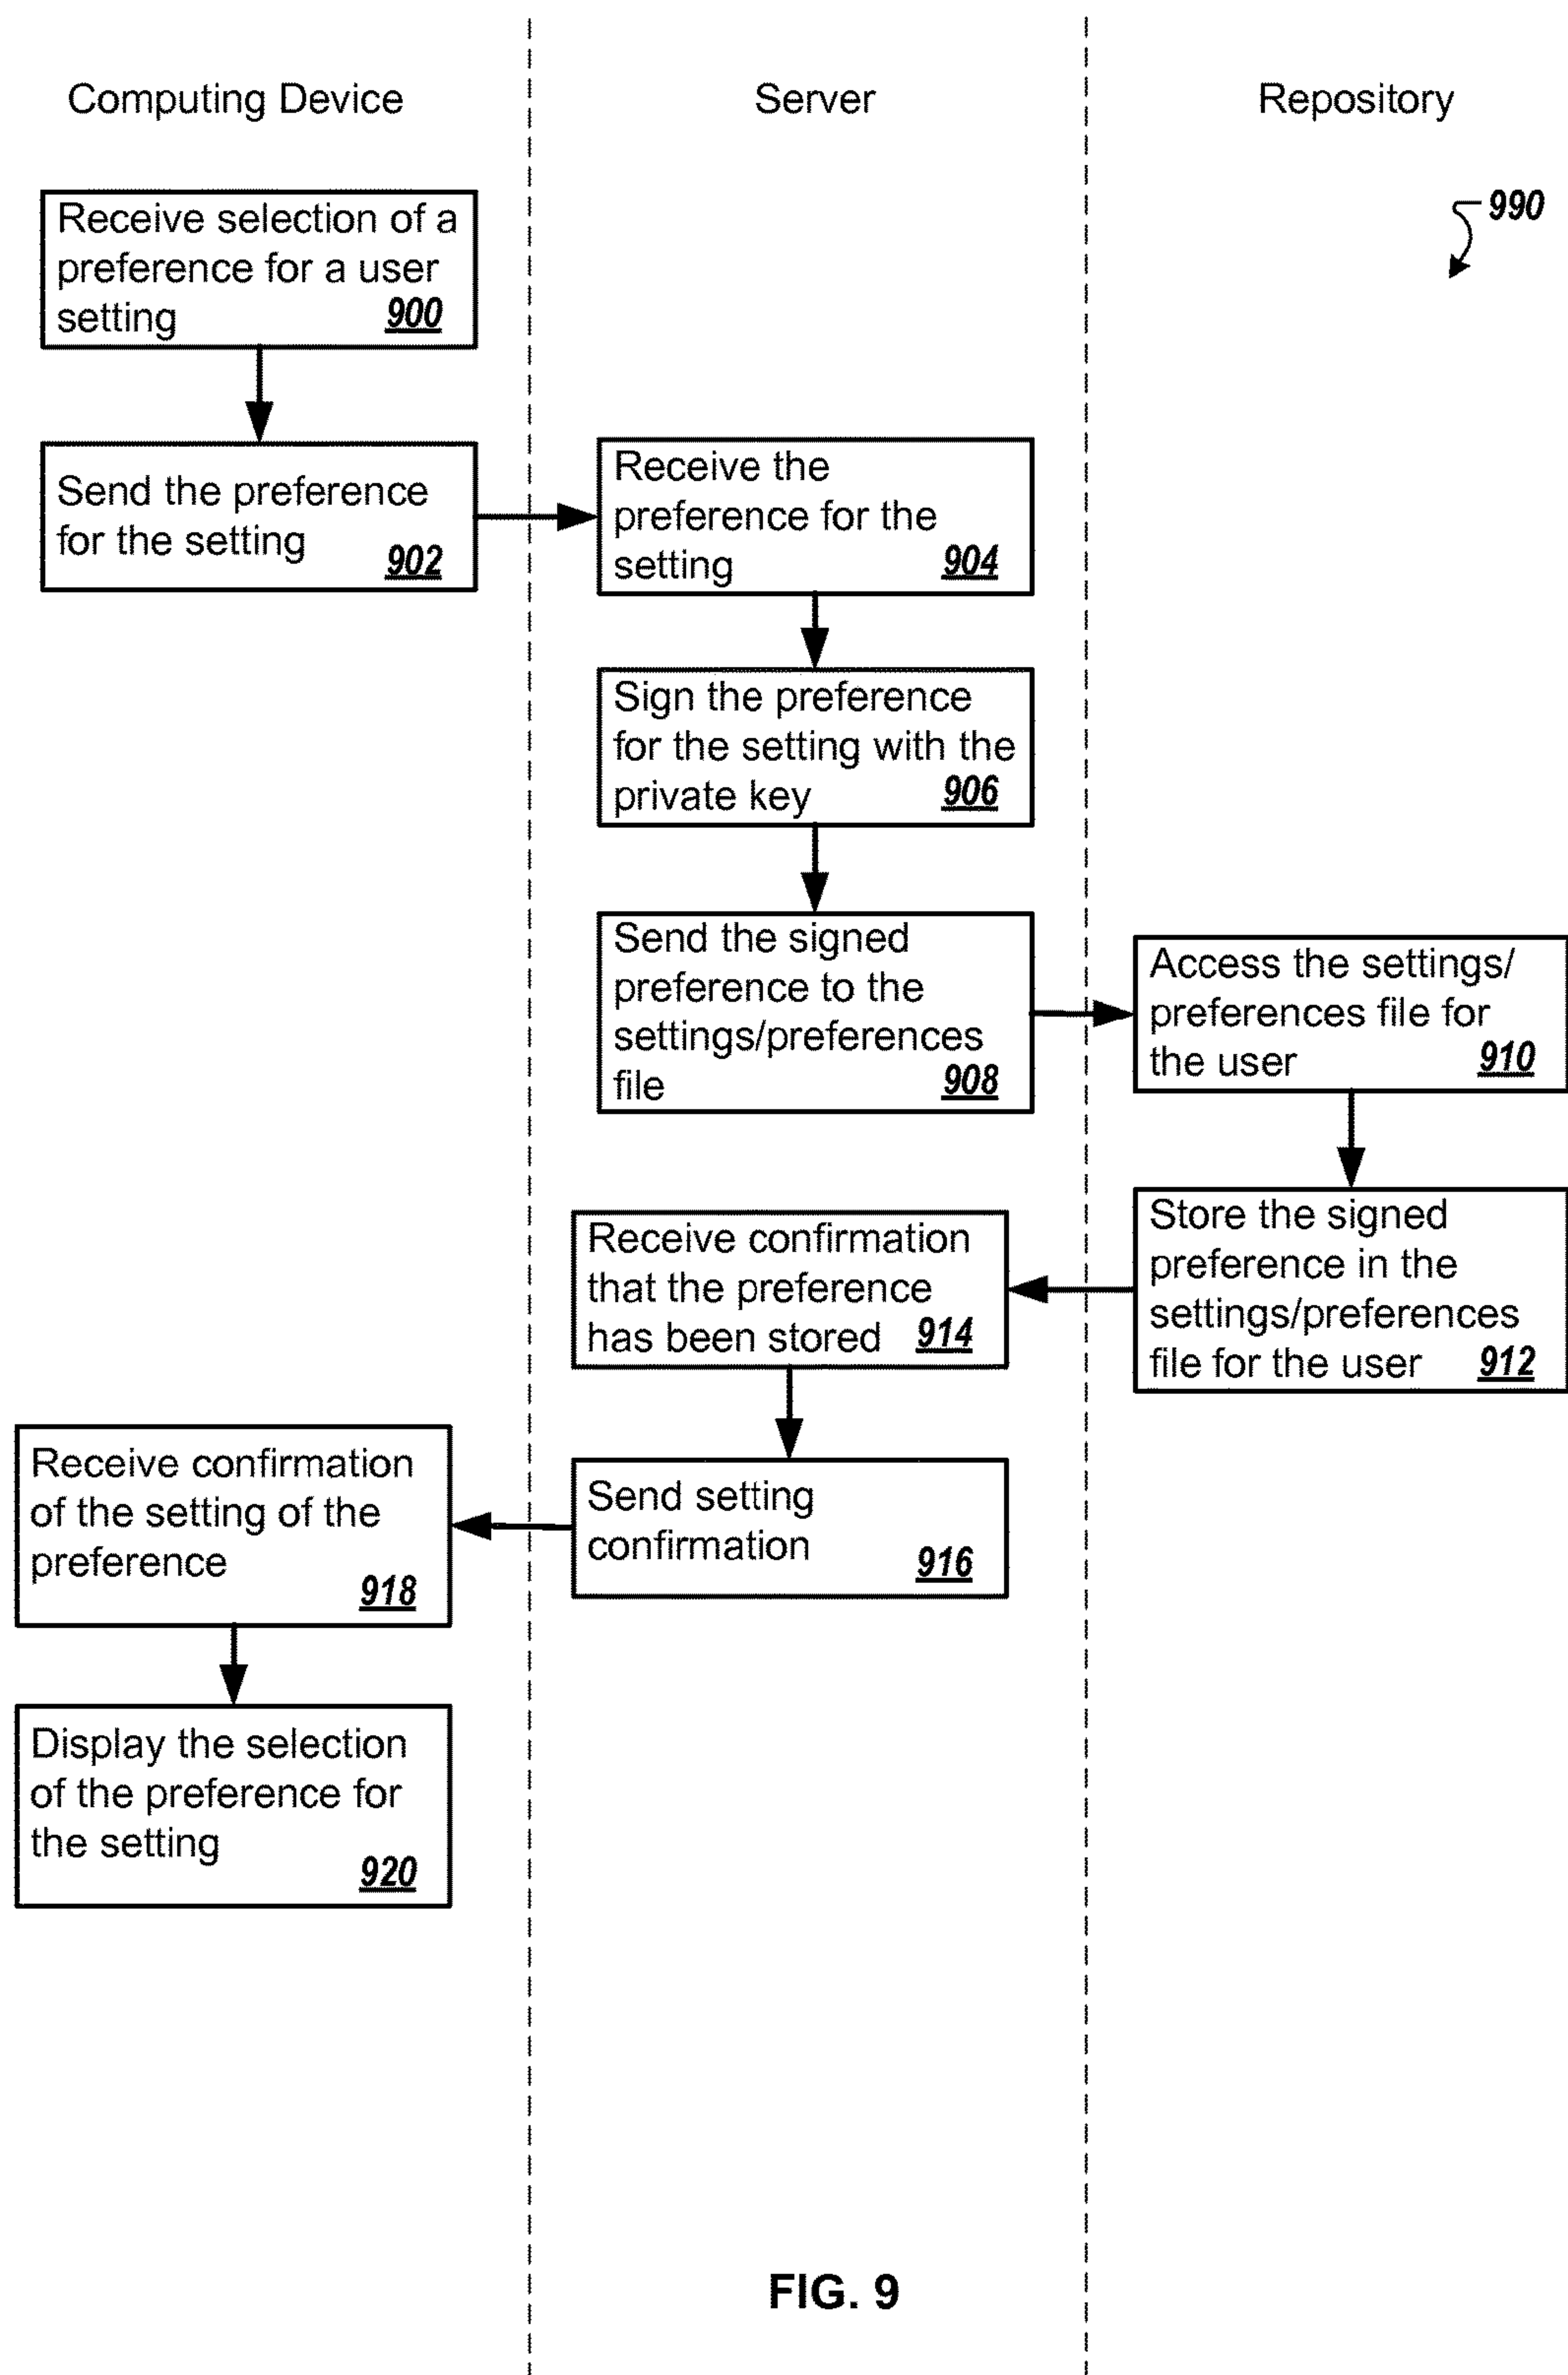 Computing Device
Server
Repository
990
Receive selection of a
preference for a user
setting 900
Send the preference
for the setting 902
Receive the
preference for the
setting 904
Sign the preference
for the setting with the
private key 906
Send the signed
preference to the
settings/preferences
file 908
Access the settings/
preferences file for
the user 910
Store the signed
preference in the
settings/preferences
file for the user 912
Receive confirmation
that the preference
has been stored 914
Send setting
confirmation 916
Receive confirmation
of the setting of the
preference 918
Display the selection
of the preference for
the setting 920
FIG. 9